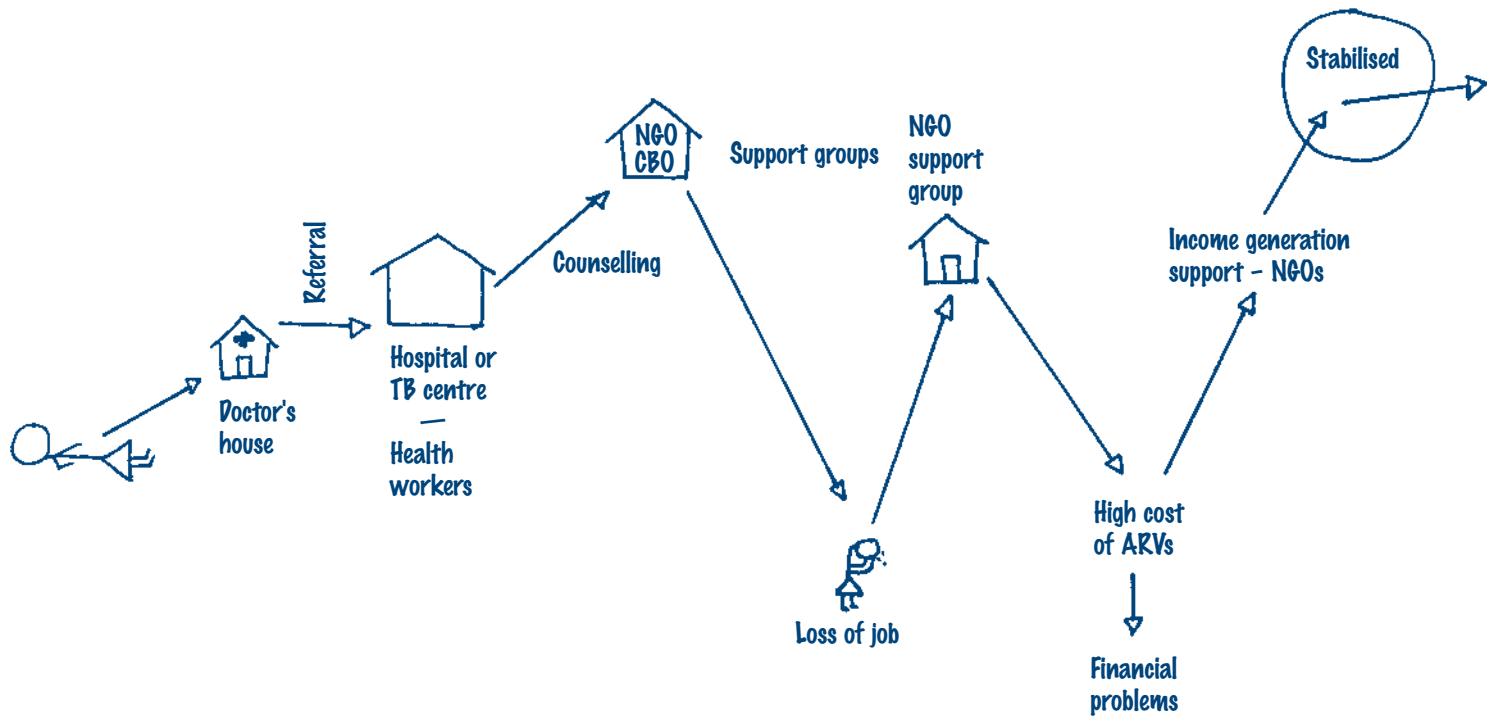 Doctor's
house
Referral
Hospital or
TB centre
—
Health
workers
Counselling
NGO
CBO
Support groups
Loss of job
NGO
support
group
High cost
of ARVs
Financial
problems
Income generation
support – NGOs
Stabilised